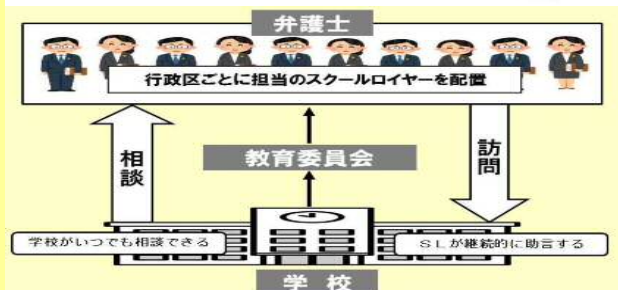 弁護士
行政区ごとに担当のスクールロイヤーを配置
相談
教育委員会
訪問
学校がいつでも相談できる
ＳＬが継続的に助言する
学校